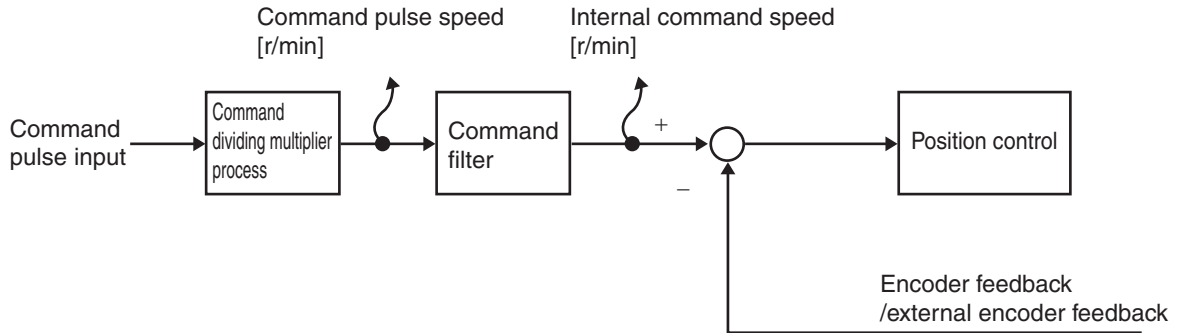 Command pulse speed
[r/min]
Internal command speed
[r/min]
Command
pulse input
Command
dividing multiplier
process
Command
filter
+
−
Position control
Encoder feedback
/external encoder feedback